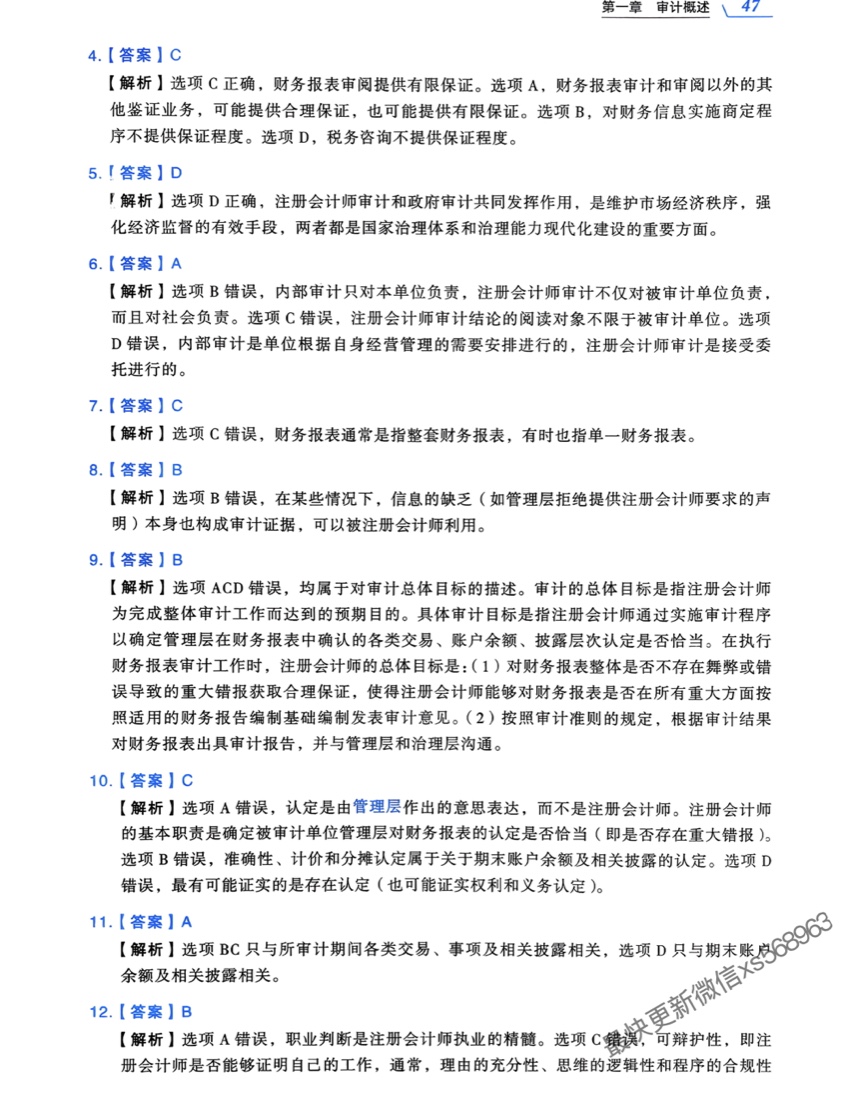 第一章 审计概述 47
4.【答案】C
【解析】选项 C 正确，财务报表审阅提供有限保证。选项 A，财务报表审计和审阅以外的其
他鉴证业务，可能提供合理保证，也可能提供有限保证。选项 B，对财务信息实施商定程
序不提供保证程度。选项 D，税务咨询不提供保证程度。
5.【答案】D
【解析】选项 D 正确，注册会计师审计和政府审计共同发挥作用，是维护市场经济秩序，强
化经济监督的有效手段，两者都是国家治理体系和治理能力现代化建设的重要方面。
6.【答案】A
【解析】选项 B 错误，内部审计只对本单位负责，注册会计师审计不仅对被审计单位负责，
而且对社会负责。选项 C 错误，注册会计师审计结论的阅读对象不限于被审计单位。选项
D 错误，内部审计是单位根据自身经营管理的需要安排进行的，注册会计师审计是接受委
托进行的。
7.【答案】C
【解析】选项 C 错误，财务报表通常是指整套财务报表，有时也指单一财务报表。
8.【答案】B
【解析】选项 B 错误，在某些情况下，信息的缺乏（如管理层拒绝提供注册会计师要求的声
明）本身也构成审计证据，可以被注册会计师利用。
9.【答案】B
【解析】选项 ACD 错误，均属于对审计总体目标的描述。审计的总体目标是指注册会计师
为完成整体审计工作而达到的预期目的。具体审计目标是指注册会计师通过实施审计程序
以确定管理层在财务报表中确认的各类交易、账户余额、披露层次认定是否恰当。在执行
财务报表审计工作时，注册会计师的总体目标是：（1）对财务报表整体是否不存在舞弊或错
误导致的重大错报获取合理保证，使得注册会计师能够对财务报表是否在所有重大方面按
照适用的财务报告编制基础编制发表审计意见。（2）按照审计准则的规定，根据审计结果
对财务报表出具审计报告，并与管理层和治理层沟通。
10.【答案】C
【解析】选项 A 错误，认定是由管理层作出的意思表达，而不是注册会计师。注册会计师
的基本职责是确定被审计单位管理层对财务报表的认定是否恰当（即是否存在重大错报）。
选项 B 错误，准确性、计价和分摊认定属于关于期末账户余额及相关披露的认定。选项 D
错误，最有可能证实的是存在认定（也可能证实权利和义务认定）。
11.【答案】A
【解析】选项 BC 只与所审计期间各类交易、事项及相关披露相关，选项 D 只与期末账户
余额及相关披露相关。
12.【答案】B
【解析】选项 A 错误，职业判断是注册会计师执业的精髓。选项 C 错误，可辩护性，即注
册会计师是否能够证明自己的工作，通常，理由的充分性、思维的逻辑性和程序的合规性
最快更新微信xs568963